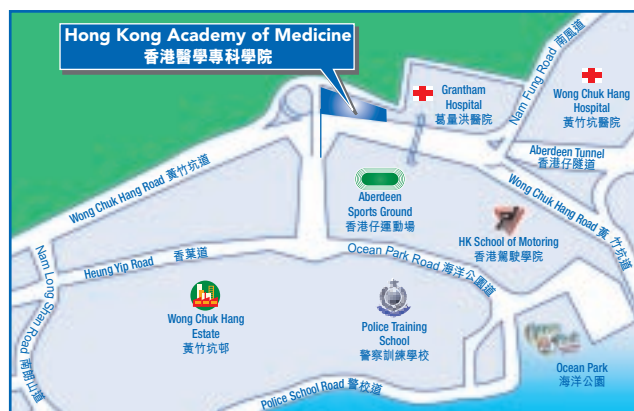 Hong Kong Academy of Medicine
香港醫學專科學院
Grantham
Hospital
葛量洪醫院
Nam Fung Road 南風道
Wong Chuk Hang
Hospital
黃竹坑醫院
Aberdeen Tunnel
香港仔隧道
Wong Chuk Hang Road 黃竹坑道
Aberdeen
Sports Ground
香港仔運動場
Wong Chuk Hang Road 黃竹坑道
HK School of Motoring
香港駕駛學院
Nam Long Shan Road 南朗山道
Heung Yip Road 香葉道
Ocean Park Road 海洋公園道
Wong Chuk Hang
Estate
黃竹坑邨
Police Training
School
警察訓練學校
Ocean Park
海洋公園
Police School Road 警校道